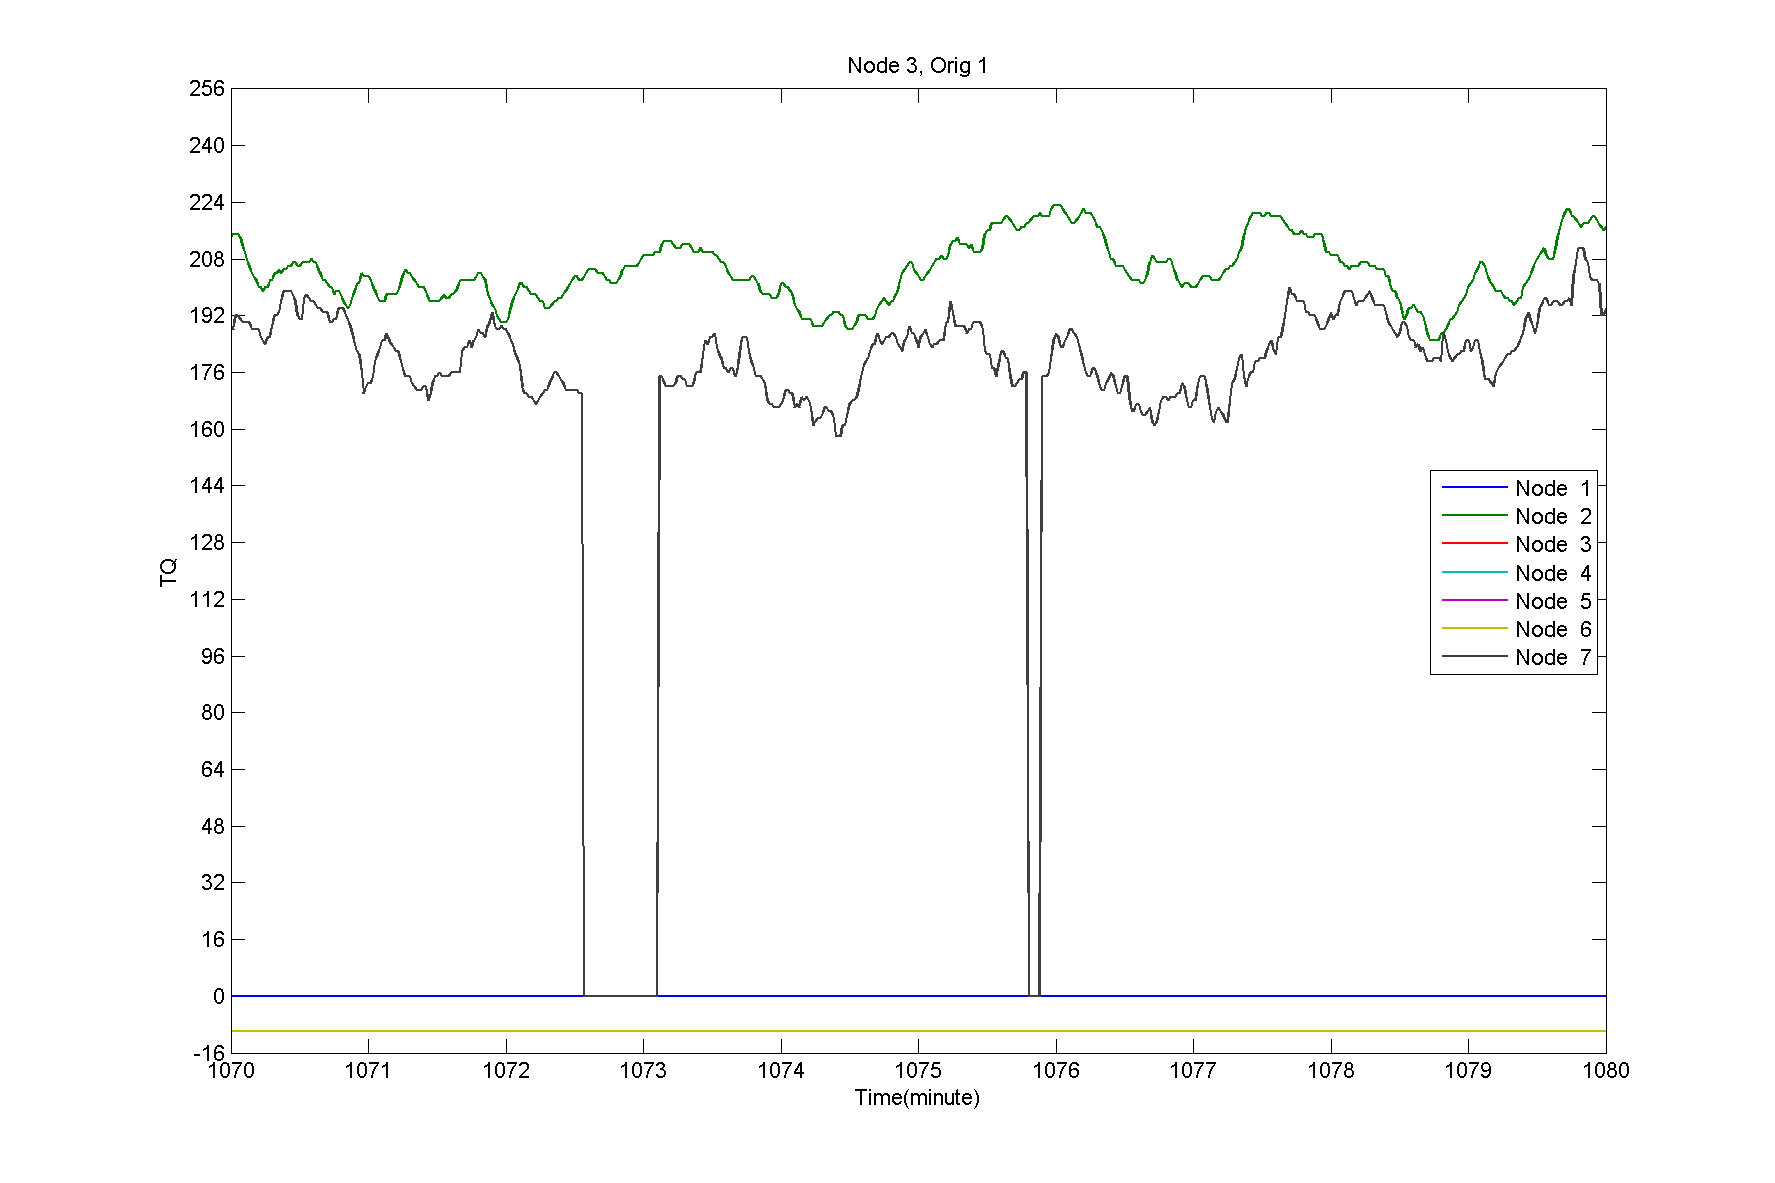 Node 3, Orig 1
256
240
224
208
192
176
160
144
128
112
96
80
64
48
32
16
0
-16
TQ
Node 1
Node 2
Node 3
Node 4
Node 5
Node 6
Node 7
1070 1071 1072 1073 1074 1075 1076 1077 1078 1079 1080
Time(minute)